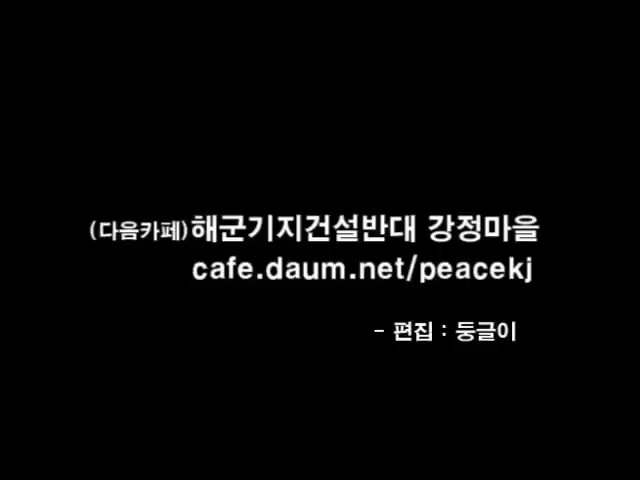 (다음카페)해군기지건설반대 강정마을
cafe.daum.net/peacekj
- 편집 : 둥글이